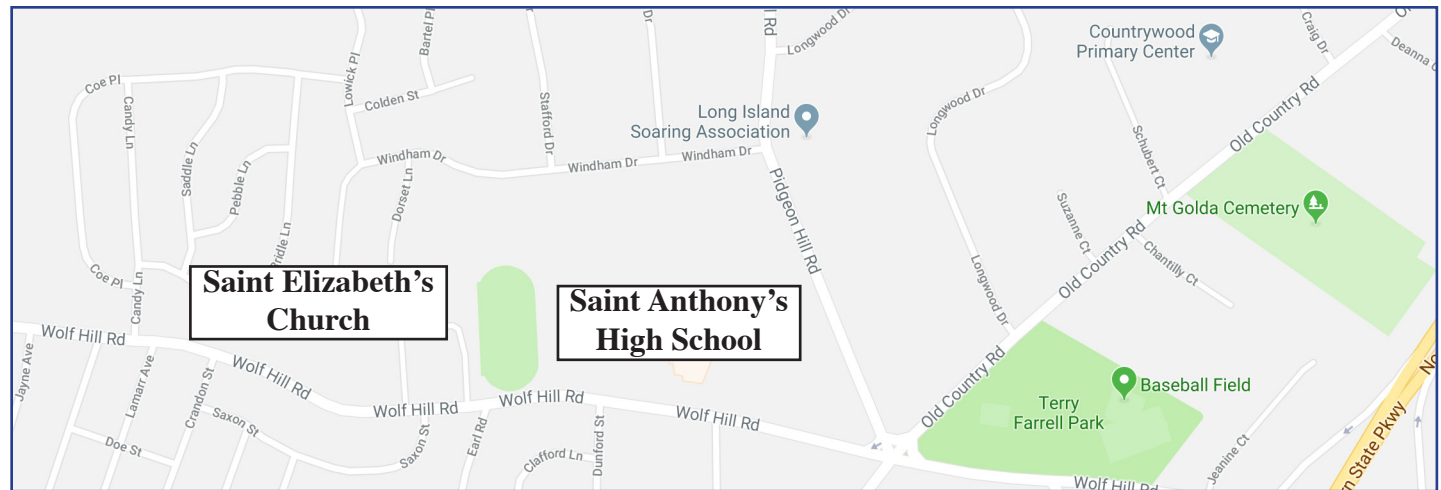 Coe Pl
Candy Ln
Saddle Ln
Pebble Ln
Bridle Ln
Coe Pl
Candy Ln
Lowick Pl
Bartel Pl
Colden St
Windham Dr
Dorset Ln
Stafford Dr
Dr
Windham Dr
Windham Dr
Rd
Longwood Dr
Long Island
Soaring Association
Pidgeon Hill Rd
Longwood Dr
Longwood Dr
Countrywood
Primary Center
Craig Dr
Deanna
Old Country Rd
Schubert Ct
Suzanne Ct
Chantilly Ct
Mt Golda Cemetery
Old Country Rd
Old Country Rd
Saint Elizabeth’s
Church
Saint Anthony’s
High School
Wolf Hill Rd
Wolf Hill Rd
Wolf Hill Rd
Wolf Hill Rd
Wolf Hill Rd
Wolf Hill Rd
Jayne Ave
Lamarr Ave
Crandon St
Doe St
Saxon St
Saxon St
Earl Rd
Clafford Ln
Dunford St
Baseball Field
Terry
Farrell Park
Jeanine Ct
State Pkwy
No